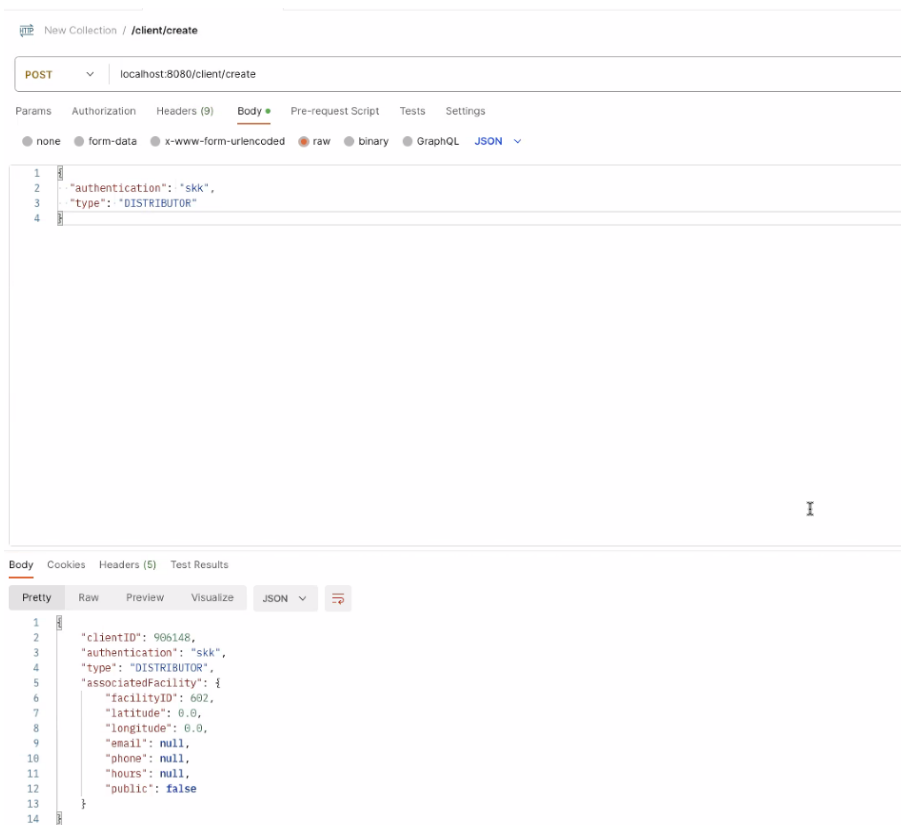 HTTP New Collection / /client/create
POST localhost:8080/client/create
Params Authorization Headers (9) Body Pre-request Script Tests Settings
none form-data x-www-form-urlencoded raw binary GraphQL JSON
1 {
2 "authentication": "skk",
3 "type": "DISTRIBUTOR"
4 }
Body Cookies Headers (5) Test Results
Pretty Raw Preview Visualize JSON
1 {
2 "clientID": 906148,
3 "authentication": "skk",
4 "type": "DISTRIBUTOR",
5 "associatedFacility": {
6 "facilityID": 602,
7 "latitude": 0.0,
8 "longitude": 0.0,
9 "email": null,
10 "phone": null,
11 "hours": null,
12 "public": false
13 }
14 }